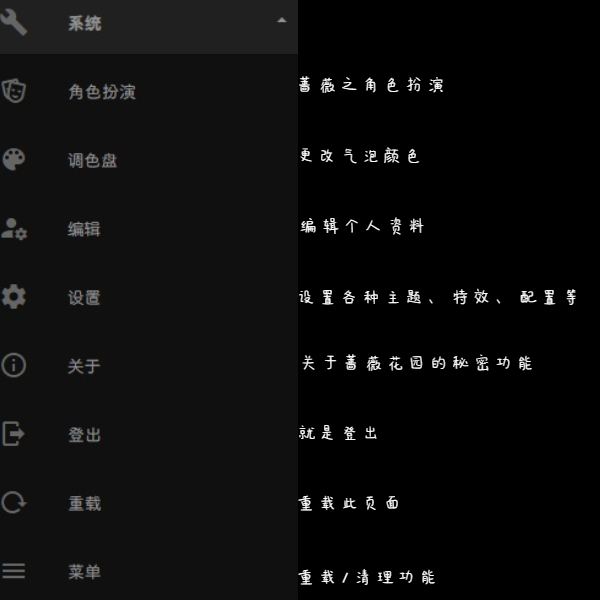 系统
角色扮演 蔷薇之角色扮演
调色盘 更改气泡颜色
编辑 编辑个人资料
设置 设置各种主题、特效、配置等
关于 关于蔷薇花园的秘密功能
登出 就是登出
重载 重载此页面
菜单 重载/清理功能